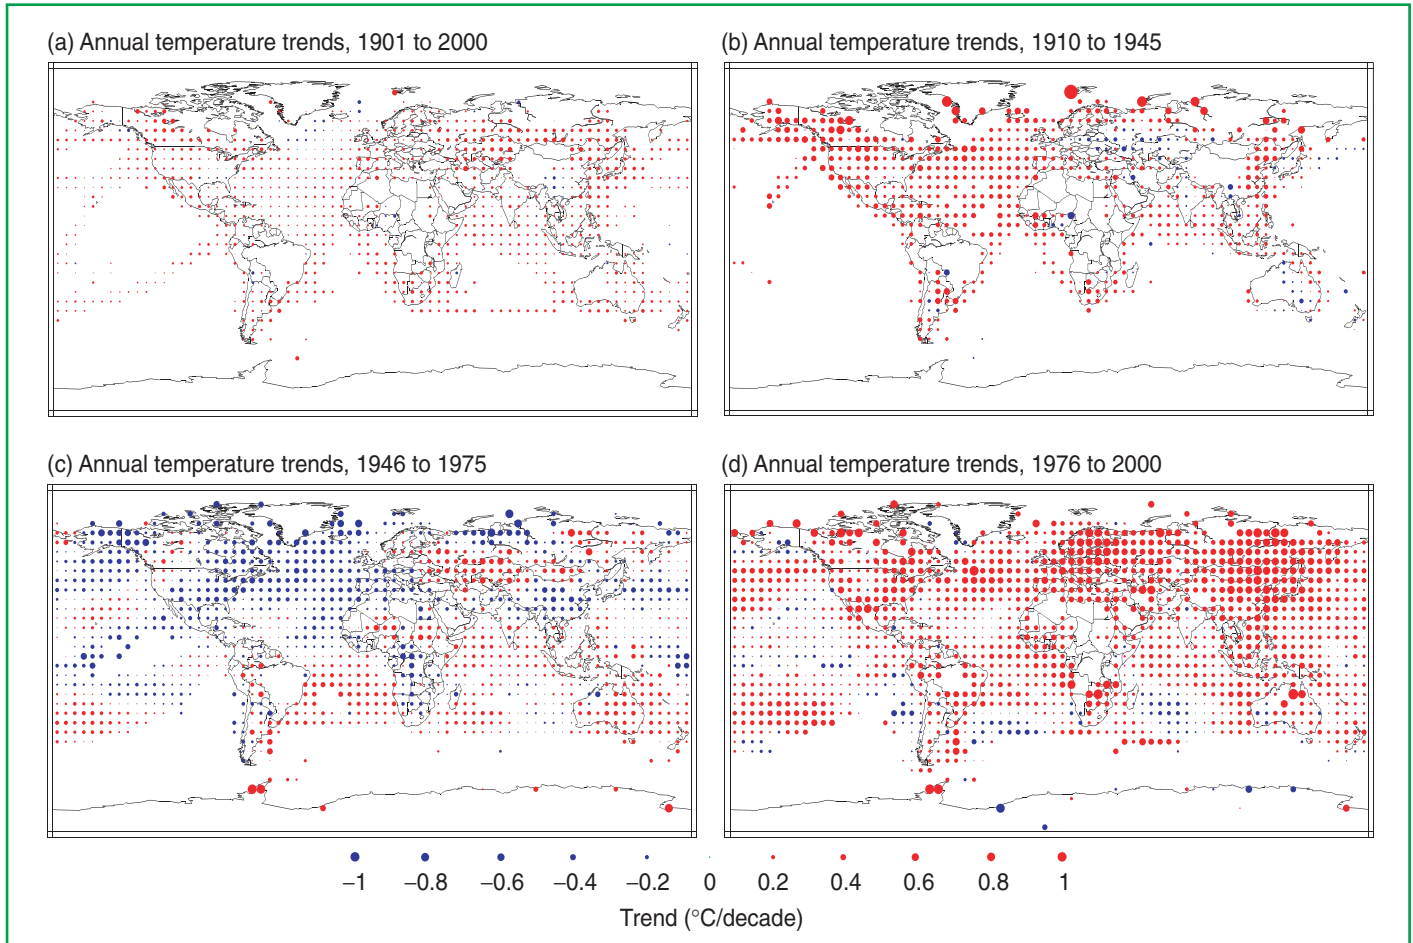 (a) Annual temperature trends, 1901 to 2000
(b) Annual temperature trends, 1910 to 1945
(c) Annual temperature trends, 1946 to 1975
(d) Annual temperature trends, 1976 to 2000
−1 −0.8 −0.6 −0.4 −0.2 0 0.2 0.4 0.6 0.8 1
Trend (°C/decade)